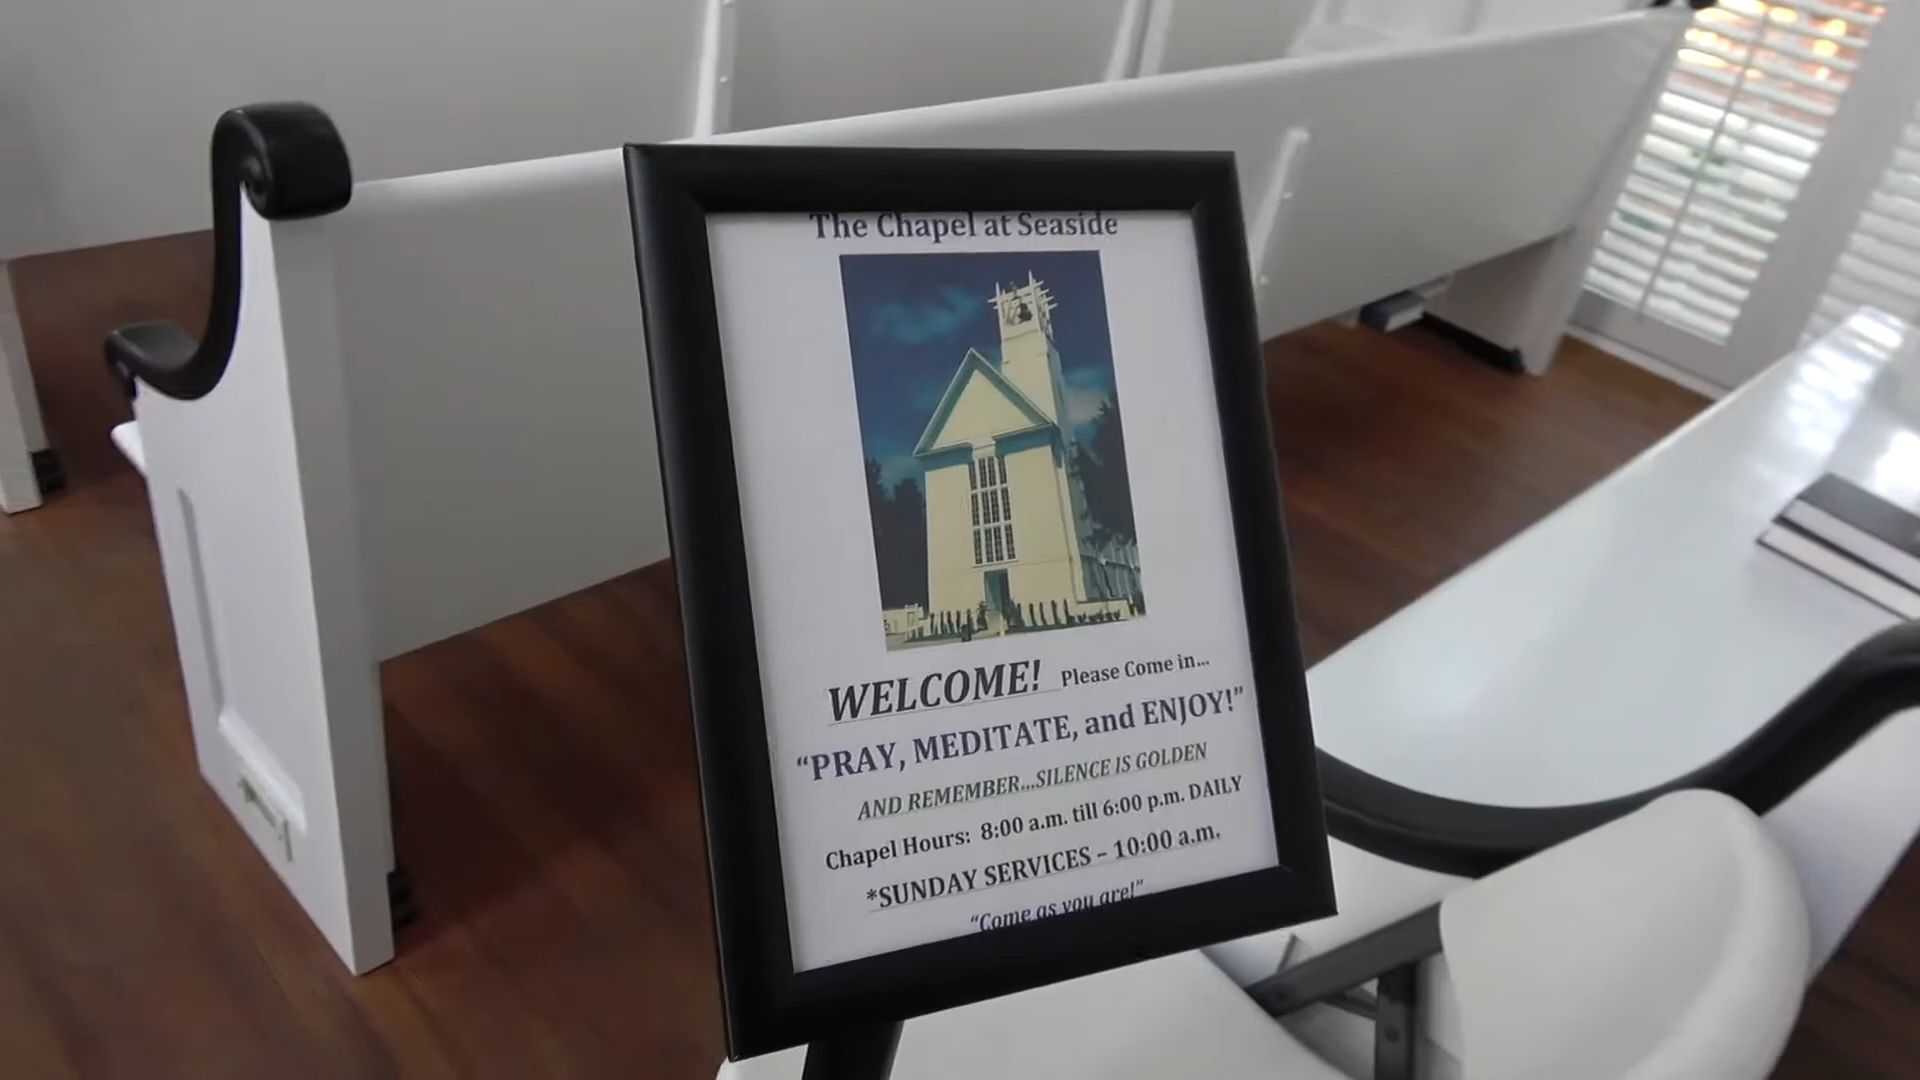 The Chapel at Seaside
WELCOME! Please Come in...
“PRAY, MEDITATE, and ENJOY!”
AND REMEMBER...SILENCE IS GOLDEN
Chapel Hours: 8:00 a.m. till 6:00 p.m. DAILY
*SUNDAY SERVICES – 10:00 a.m.
“Come as you are!”